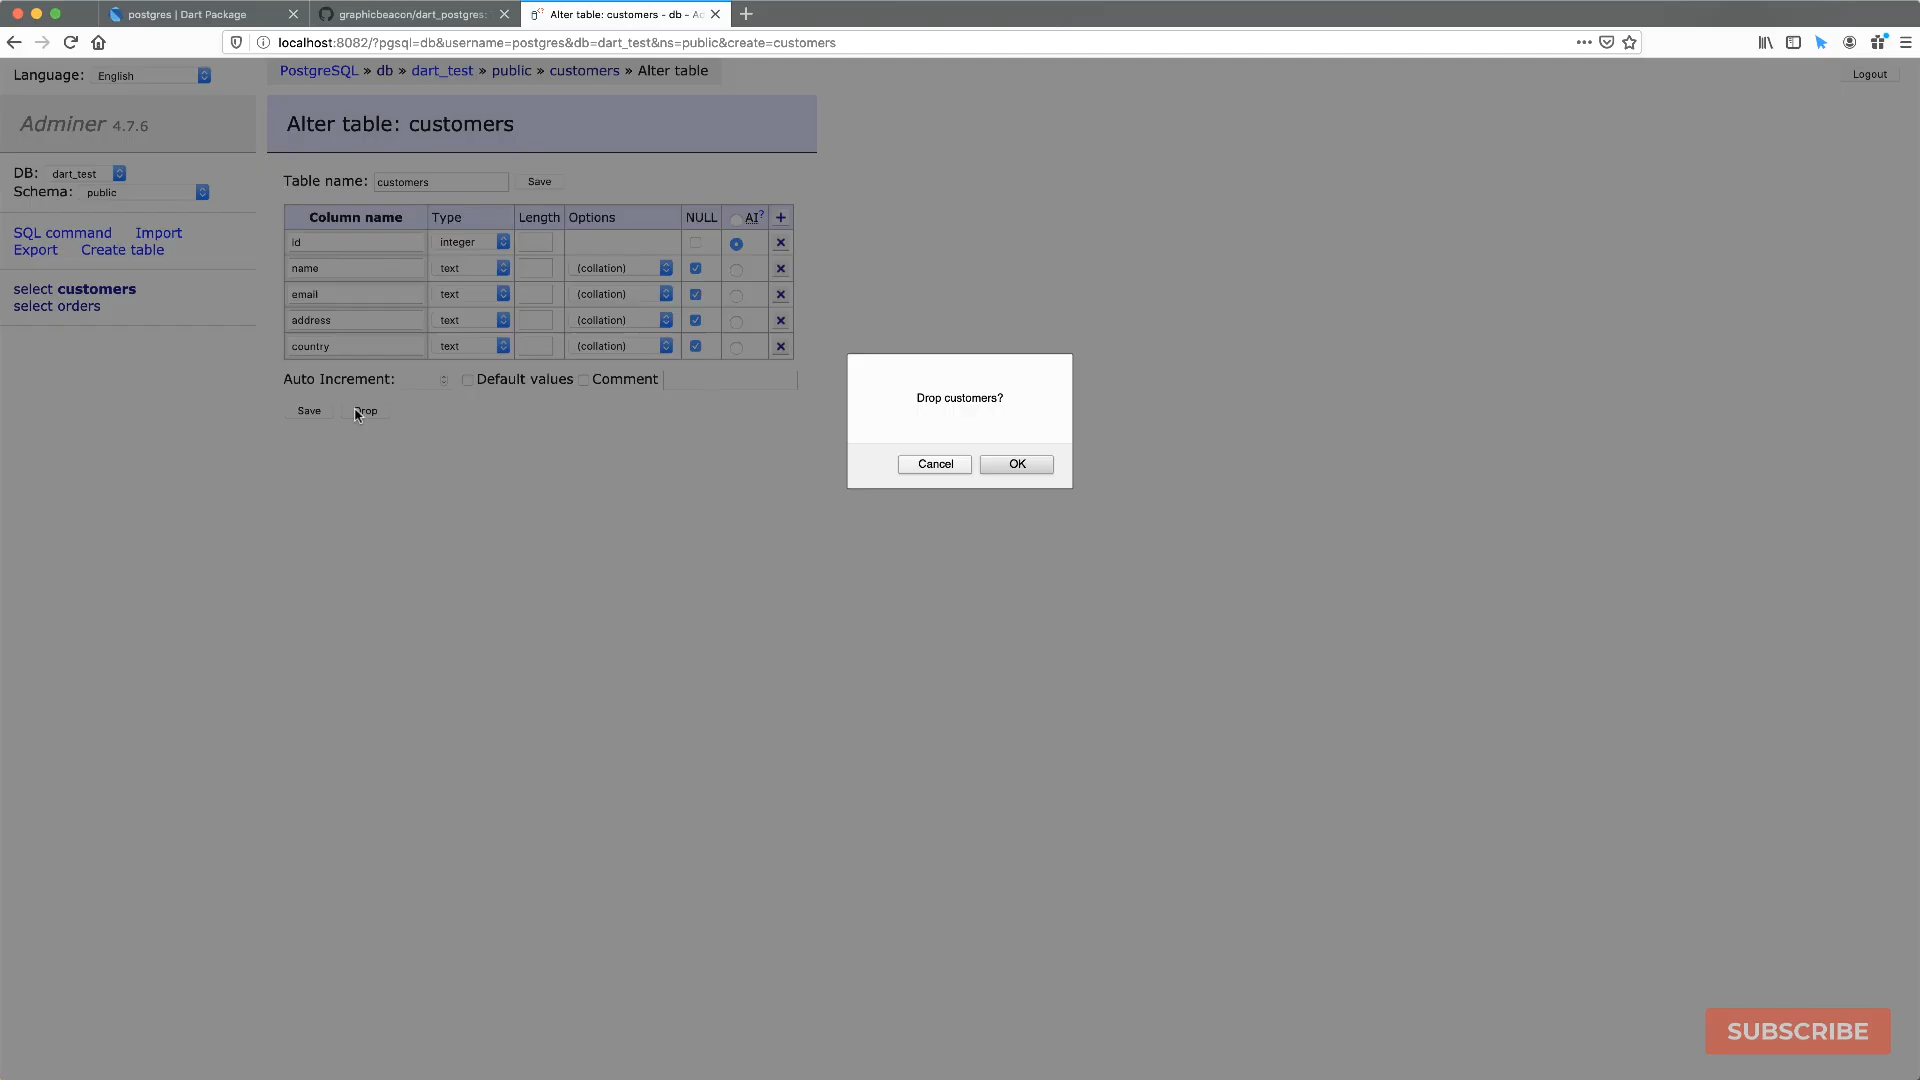 postgres | Dart Package
graphicbeacon/dart_postgres:
Alter table: customers - db - Ad
localhost:8082/?pgsql=db&username=postgres&db=dart_test&ns=public&create=customers
Language: English
PostgreSQL » db » dart_test » public » customers » Alter table
Logout
Adminer 4.7.6
Alter table: customers
DB: dart_test
Schema: public
SQL command Import
Export Create table
select customers
select orders
Table name: customers Save
Column name Type Length Options NULL AI? +
id integer
name text (collation)
email text (collation)
address text (collation)
country text (collation)
Auto Increment: Default values Comment
Save Drop
Drop customers?
Cancel OK
SUBSCRIBE